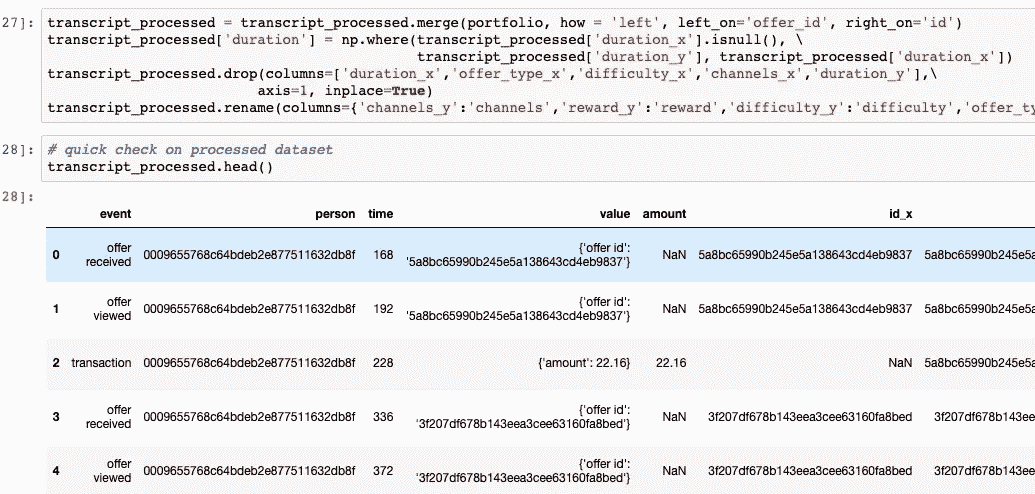 27]: transcript_processed = transcript_processed.merge(portfolio, how = 'left', left_on='offer_id', right_on='id')
transcript_processed['duration'] = np.where(transcript_processed['duration_x'].isnull(), \
transcript_processed['duration_y'], transcript_processed['duration_x'])
transcript_processed.drop(columns=['duration_x','offer_type_x','difficulty_x','channels_x','duration_y'],\
axis=1, inplace=True)
transcript_processed.rename(columns={'channels_y':'channels','reward_y':'reward','difficulty_y':'difficulty','offer_ty
28]: # quick check on processed dataset
transcript_processed.head()
28]:
event person time value amount id_x
0 offer received 0009655768c64bdeb2e877511632db8f 168 {'offer id': '5a8bc65990b245e5a138643cd4eb9837'} NaN 5a8bc65990b245e5a138643cd4eb9837 5a8bc65990b245e5a
1 offer viewed 0009655768c64bdeb2e877511632db8f 192 {'offer id': '5a8bc65990b245e5a138643cd4eb9837'} NaN 5a8bc65990b245e5a138643cd4eb9837 5a8bc65990b245e5a
2 transaction 0009655768c64bdeb2e877511632db8f 228 {'amount': 22.16} 22.16 NaN 5a8bc65990b245e5a
3 offer received 0009655768c64bdeb2e877511632db8f 336 {'offer id': '3f207df678b143eea3cee63160fa8bed'} NaN 3f207df678b143eea3cee63160fa8bed 3f207df678b143ee
4 offer viewed 0009655768c64bdeb2e877511632db8f 372 {'offer id': '3f207df678b143eea3cee63160fa8bed'} NaN 3f207df678b143eea3cee63160fa8bed 3f207df678b143ee